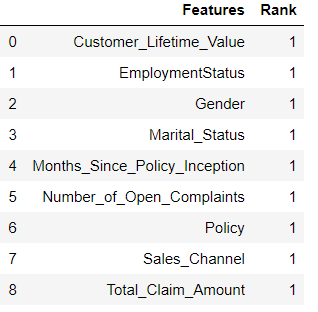 Features Rank
0 Customer_Lifetime_Value 1
1 EmploymentStatus 1
2 Gender 1
3 Marital_Status 1
4 Months_Since_Policy_Inception 1
5 Number_of_Open_Complaints 1
6 Policy 1
7 Sales_Channel 1
8 Total_Claim_Amount 1